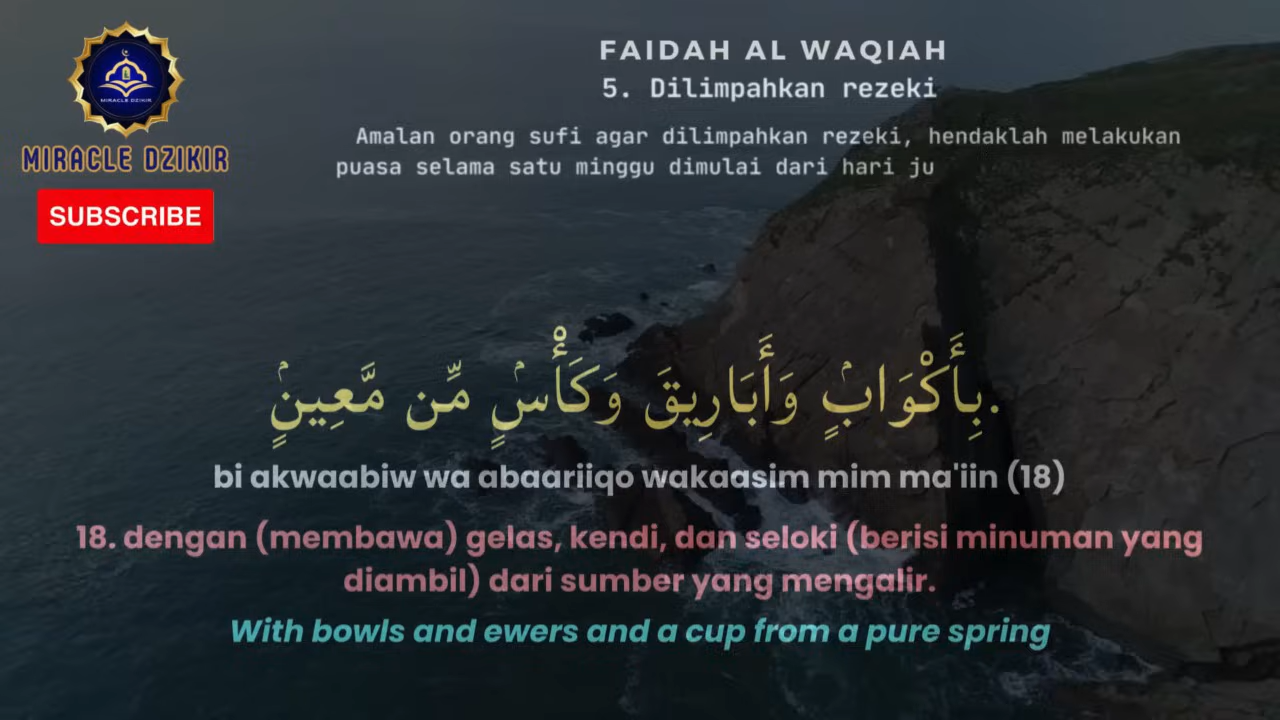 FAIDAH AL WAQIAH
5. Dilimpahkan rezeki
Amalan orang sufi agar dilimpahkan rezeki, hendaklah melakukan
puasa selama satu minggu dimulai dari hari ju
MIRACLE DZIKIR
MIRACLE DZIKIR
SUBSCRIBE
بِأَكْوَابٍۢ وَأَبَارِيقَ وَكَأْسٍۢ مِّن مَّعِينٍۢ.
bi akwaabiw wa abaariiqo wakaasim mim ma'iin (18)
18. dengan (membawa) gelas, kendi, dan seloki (berisi minuman yang
diambil) dari sumber yang mengalir.
With bowls and ewers and a cup from a pure spring